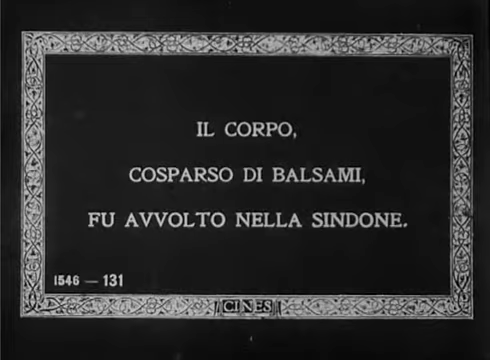 IL CORPO,
COSPARSO DI BALSAMI,
FU AVVOLTO NELLA SINDONE.
1546 — 131
CINES